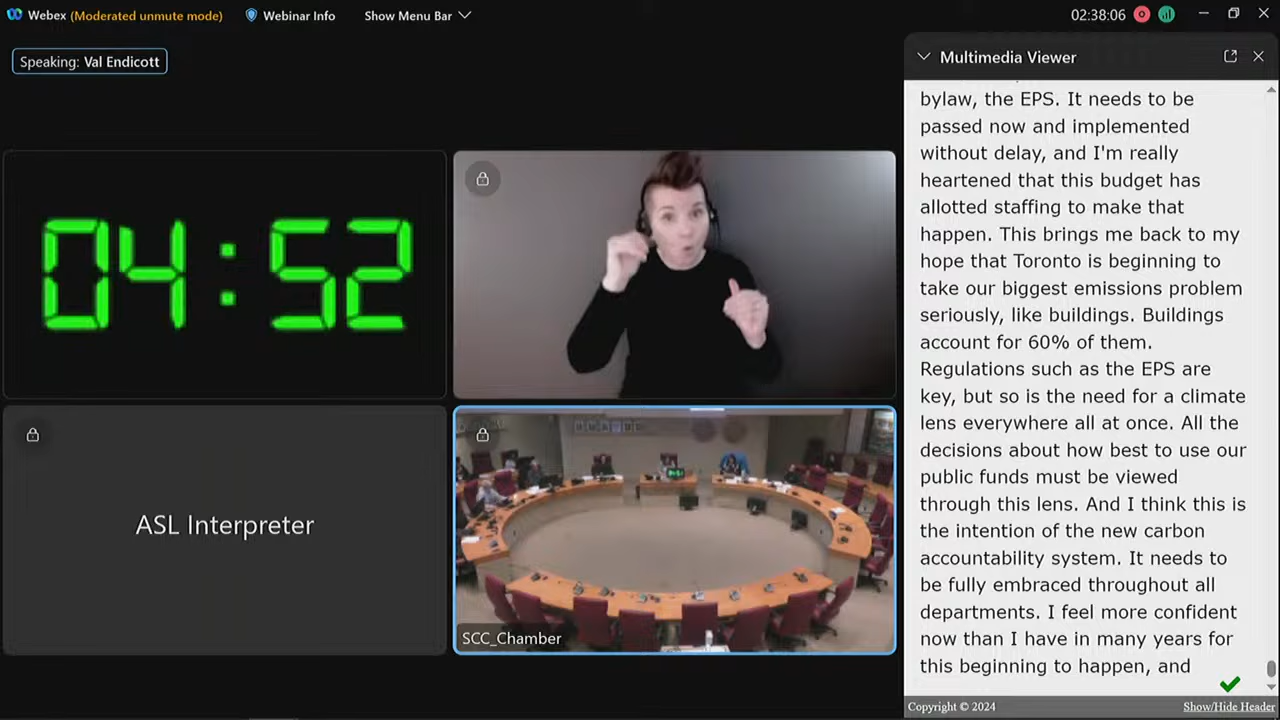 Webex (Moderated unmute mode) Webinar Info Show Menu Bar 02:38:06
Speaking: Val Endicott
04:52
ASL Interpreter
SCC_Chamber
Multimedia Viewer
bylaw, the EPS. It needs to be
passed now and implemented
without delay, and I'm really
heartened that this budget has
allotted staffing to make that
happen. This brings me back to my
hope that Toronto is beginning to
take our biggest emissions problem
seriously, like buildings. Buildings
account for 60% of them.
Regulations such as the EPS are
key, but so is the need for a climate
lens everywhere all at once. All the
decisions about how best to use our
public funds must be viewed
through this lens. And I think this is
the intention of the new carbon
accountability system. It needs to
be fully embraced throughout all
departments. I feel more confident
now than I have in many years for
this beginning to happen, and
Copyright © 2024 Show/Hide Header